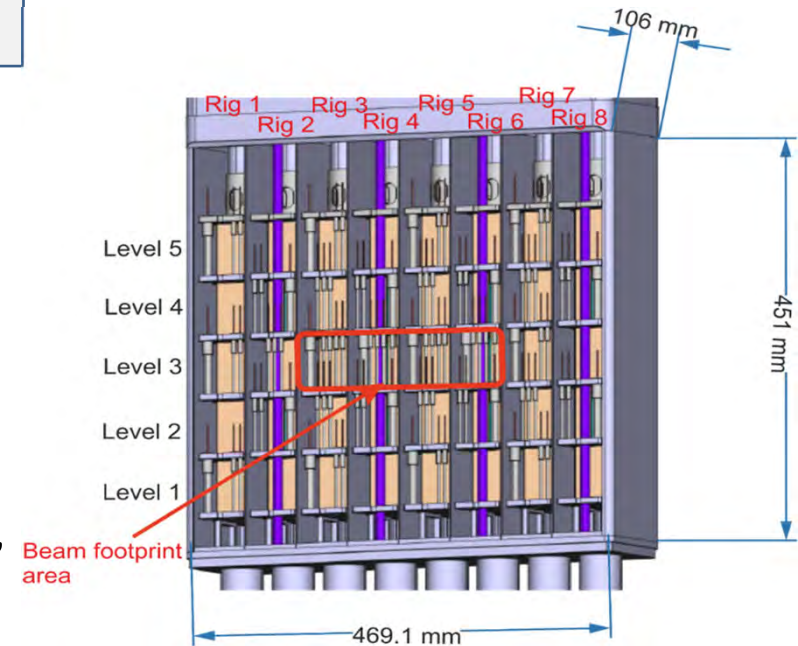 106 mm
Rig 1
Rig 2
Rig 3
Rig 4
Rig 5
Rig 6
Rig 7
Rig 8
Level 5
Level 4
Level 3
Level 2
Level 1
451 mm
Beam footprint
area
469.1 mm